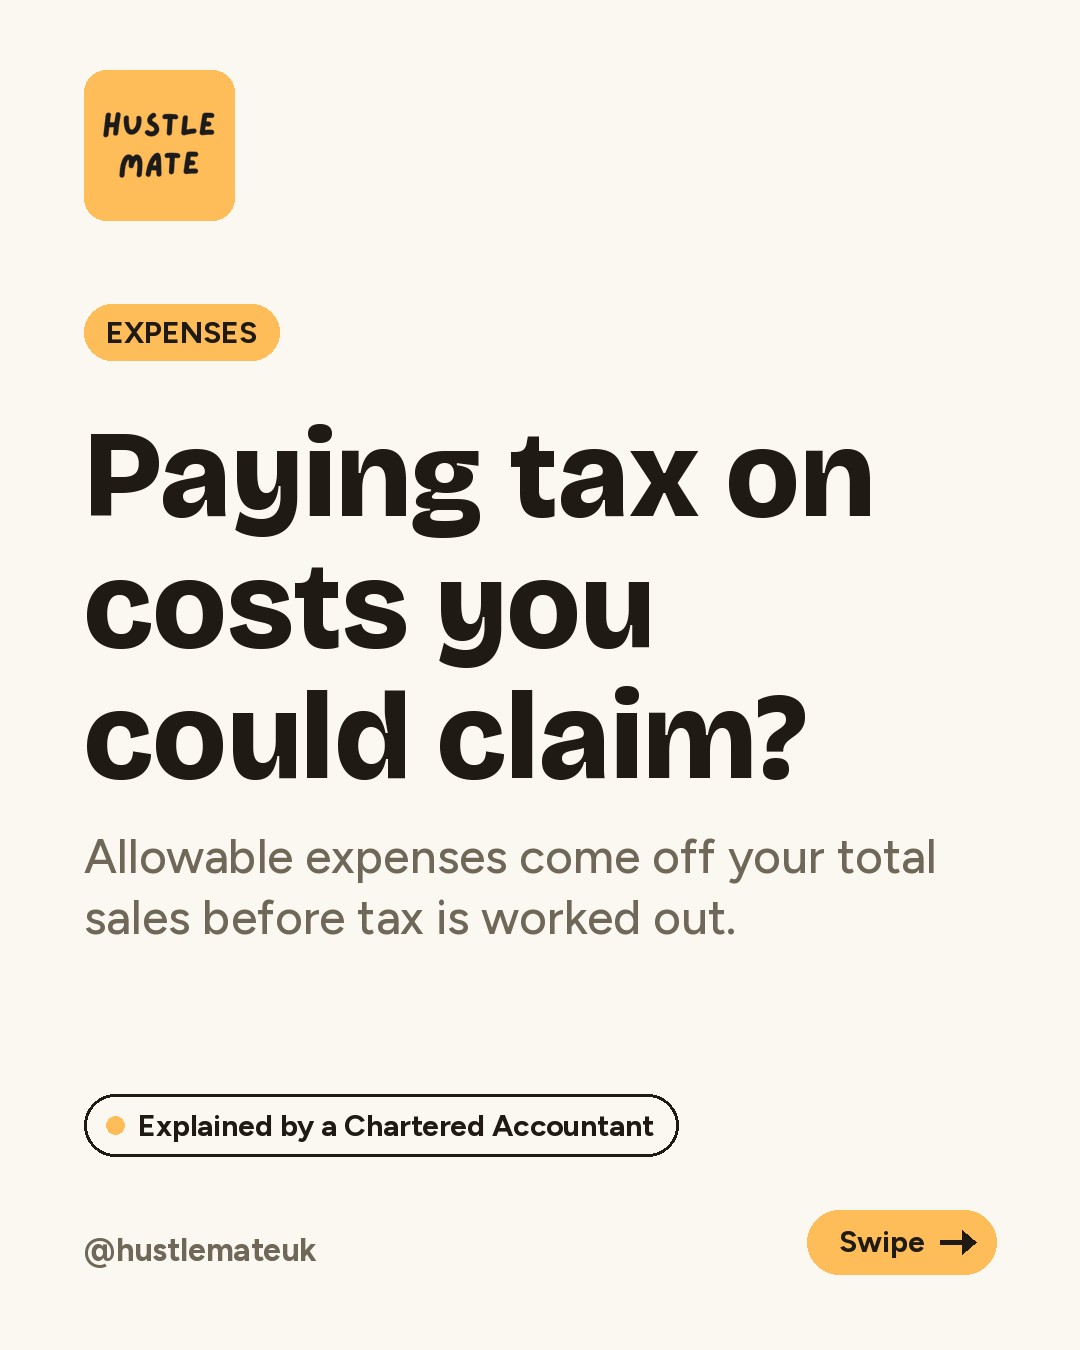 HUSTLE
MATE
EXPENSES
Paying tax on
costs you
could claim?
Allowable expenses come off your total
sales before tax is worked out.
Explained by a Chartered Accountant
@hustlemateuk
Swipe